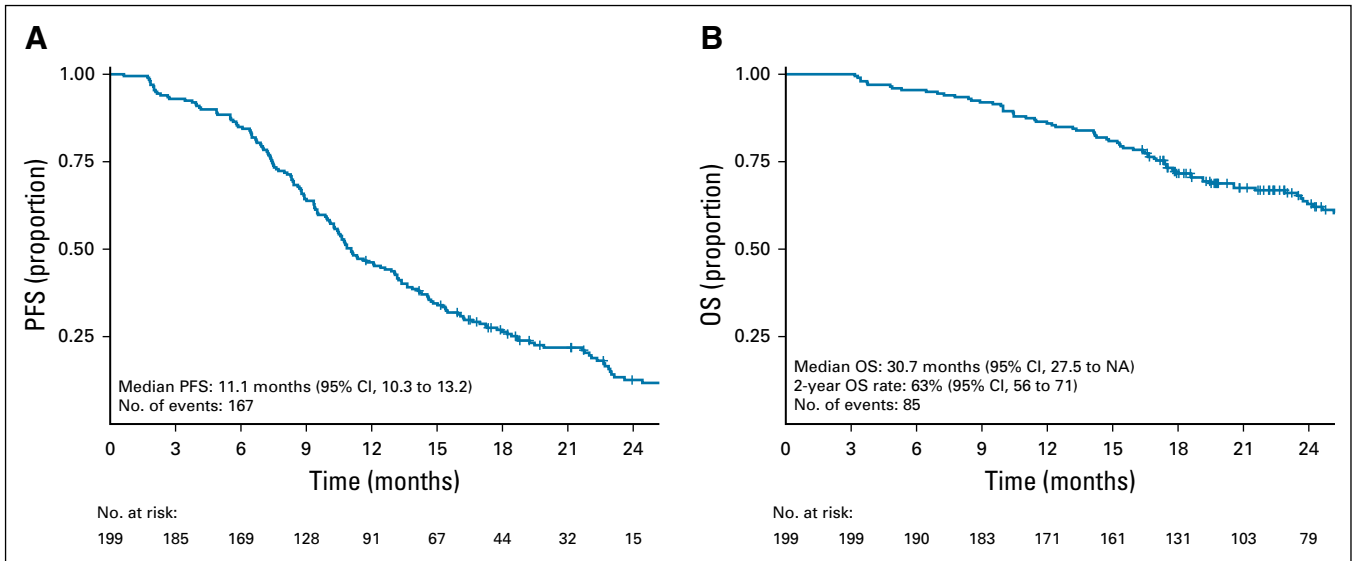 A
PFS (proportion)
1.00
0.75
0.50
0.25
Median PFS: 11.1 months (95% CI, 10.3 to 13.2)
No. of events: 167
0 3 6 9 12 15 18 21 24
Time (months)
No. at risk:
199 185 169 128 91 67 44 32 15
B
OS (proportion)
1.00
0.75
0.50
0.25
Median OS: 30.7 months (95% CI, 27.5 to NA)
2-year OS rate: 63% (95% CI, 56 to 71)
No. of events: 85
0 3 6 9 12 15 18 21 24
Time (months)
No. at risk:
199 199 190 183 171 161 131 103 79